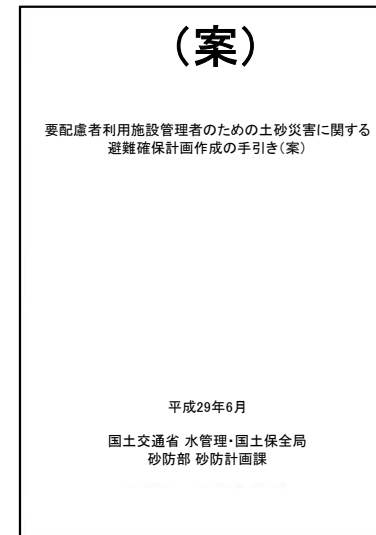 （案）
要配慮者利用施設管理者のための土砂災害に関する
避難確保計画作成の手引き（案）
平成29年6月
国土交通省 水管理・国土保全局
砂防部 砂防計画課